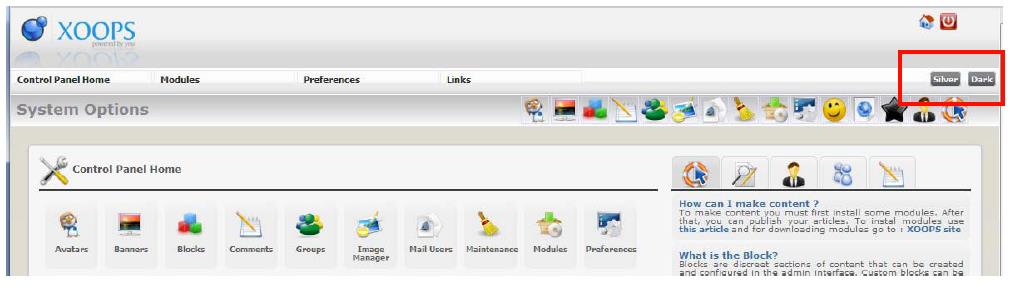 XOOPS
powered by you
Control Panel Home Modules Preferences Links Silver Dark
System Options
Control Panel Home
Avatars Banners Blocks Comments Groups Image Manager Mail Users Maintenance Modules Preferences
How can I make content ?
To make content you must first install some modules. After
that, you can publish your articles. To instal modules use
this article and for downloading modules go to : XOOPS site
What is the Block?
Blocks are discreet sections of content that can be created
and configured in the admin interface. Custom blocks can be